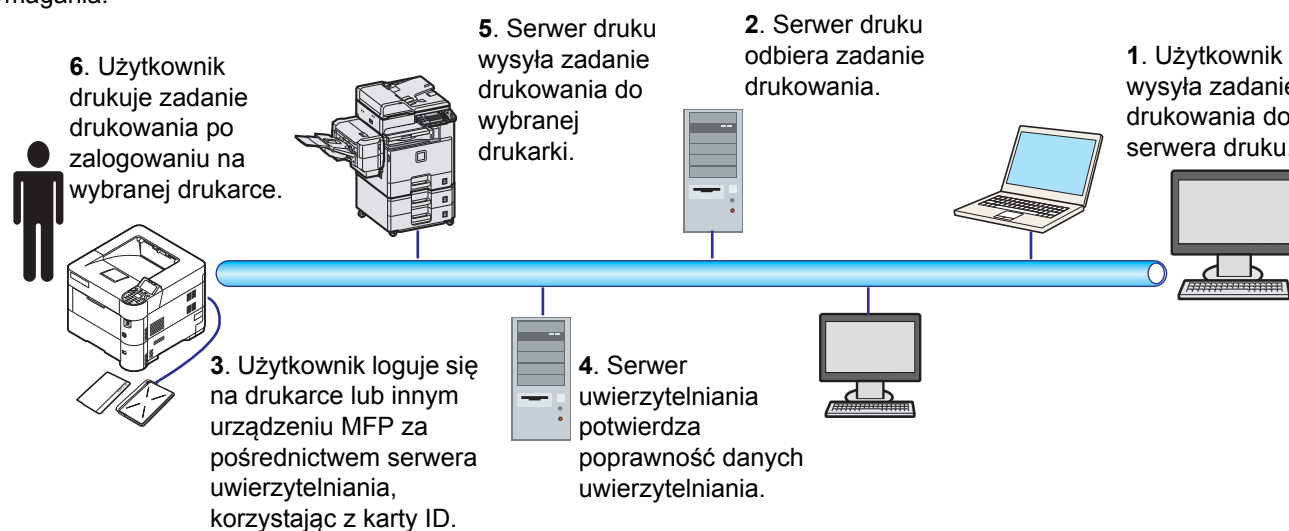 5. Serwer druku
wysyła zadanie
drukowania do
wybranej
drukarki.
2. Serwer druku
odbiera zadanie
drukowania.
1. Użytkownik
wysyła zadanie
drukowania do
serwera druku.
6. Użytkownik
drukuje zadanie
drukowania po
zalogowaniu na
wybranej drukarce.
3. Użytkownik loguje się
na drukarce lub innym
urządzeniu MFP za
pośrednictwem serwera
uwierzytelniania,
korzystając z karty ID.
4. Serwer
uwierzytelniania
potwierdza
poprawność danych
uwierzytelniania.